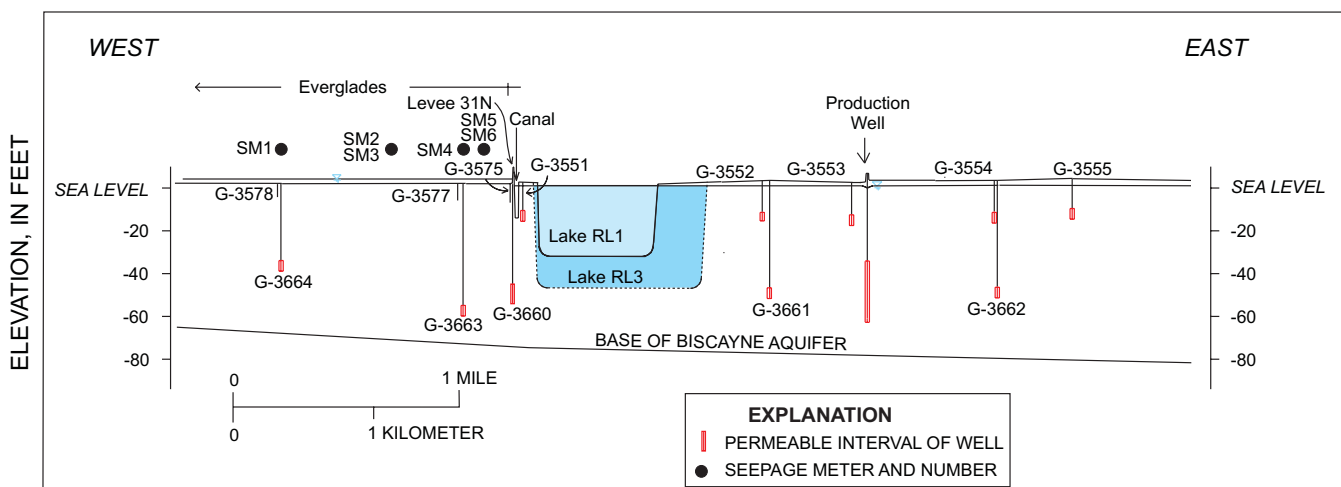 WEST
EAST
Everglades
Levee 31N
SM5
SM6
Canal
Production
Well
SM1
SM2
SM3
SM4
G-3575
G-3551
G-3552
G-3553
G-3554
G-3555
SEA LEVEL
SEA LEVEL
G-3578
G-3577
-20
-20
Lake RL1
-40
-40
Lake RL3
G-3664
G-3663
G-3660
G-3661
G-3662
-60
-60
BASE OF BISCAYNE AQUIFER
-80
-80
ELEVATION, IN FEET
0
1 MILE
0
1 KILOMETER
EXPLANATION
PERMEABLE INTERVAL OF WELL
SEEPAGE METER AND NUMBER